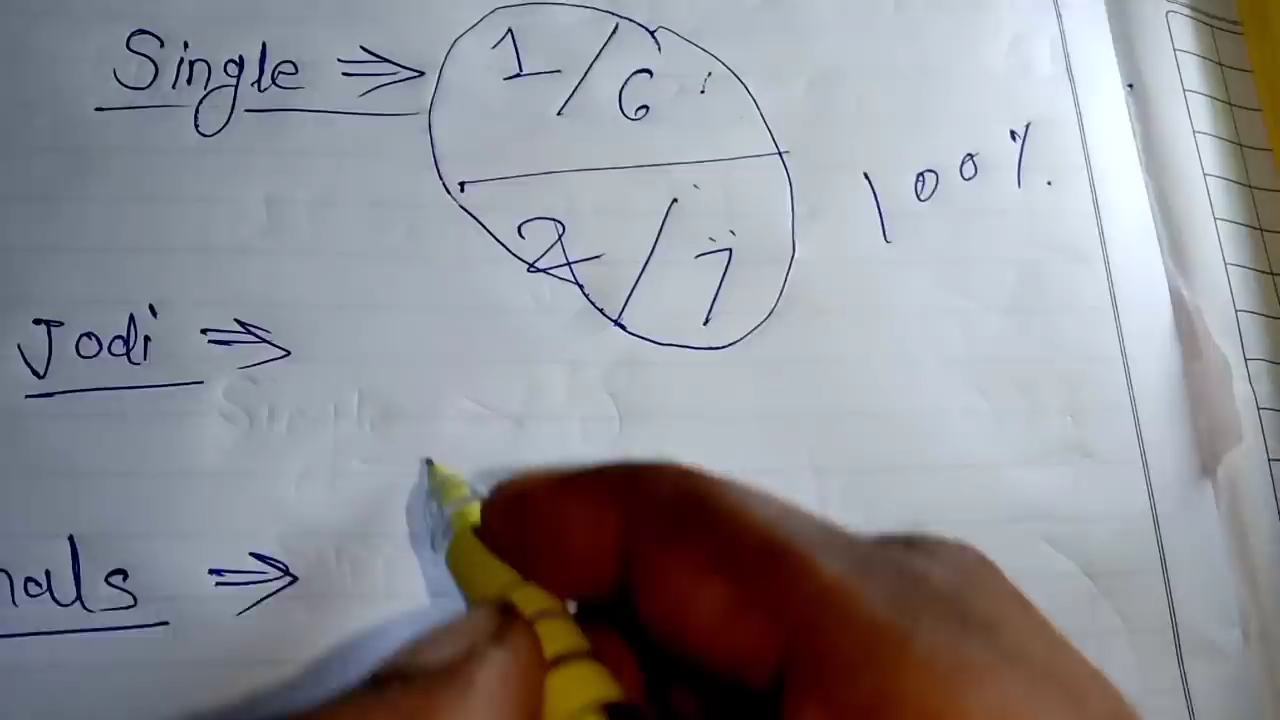 Single ⇒ 1/6
2/7
100%
Jodi ⇒
nals ⇒